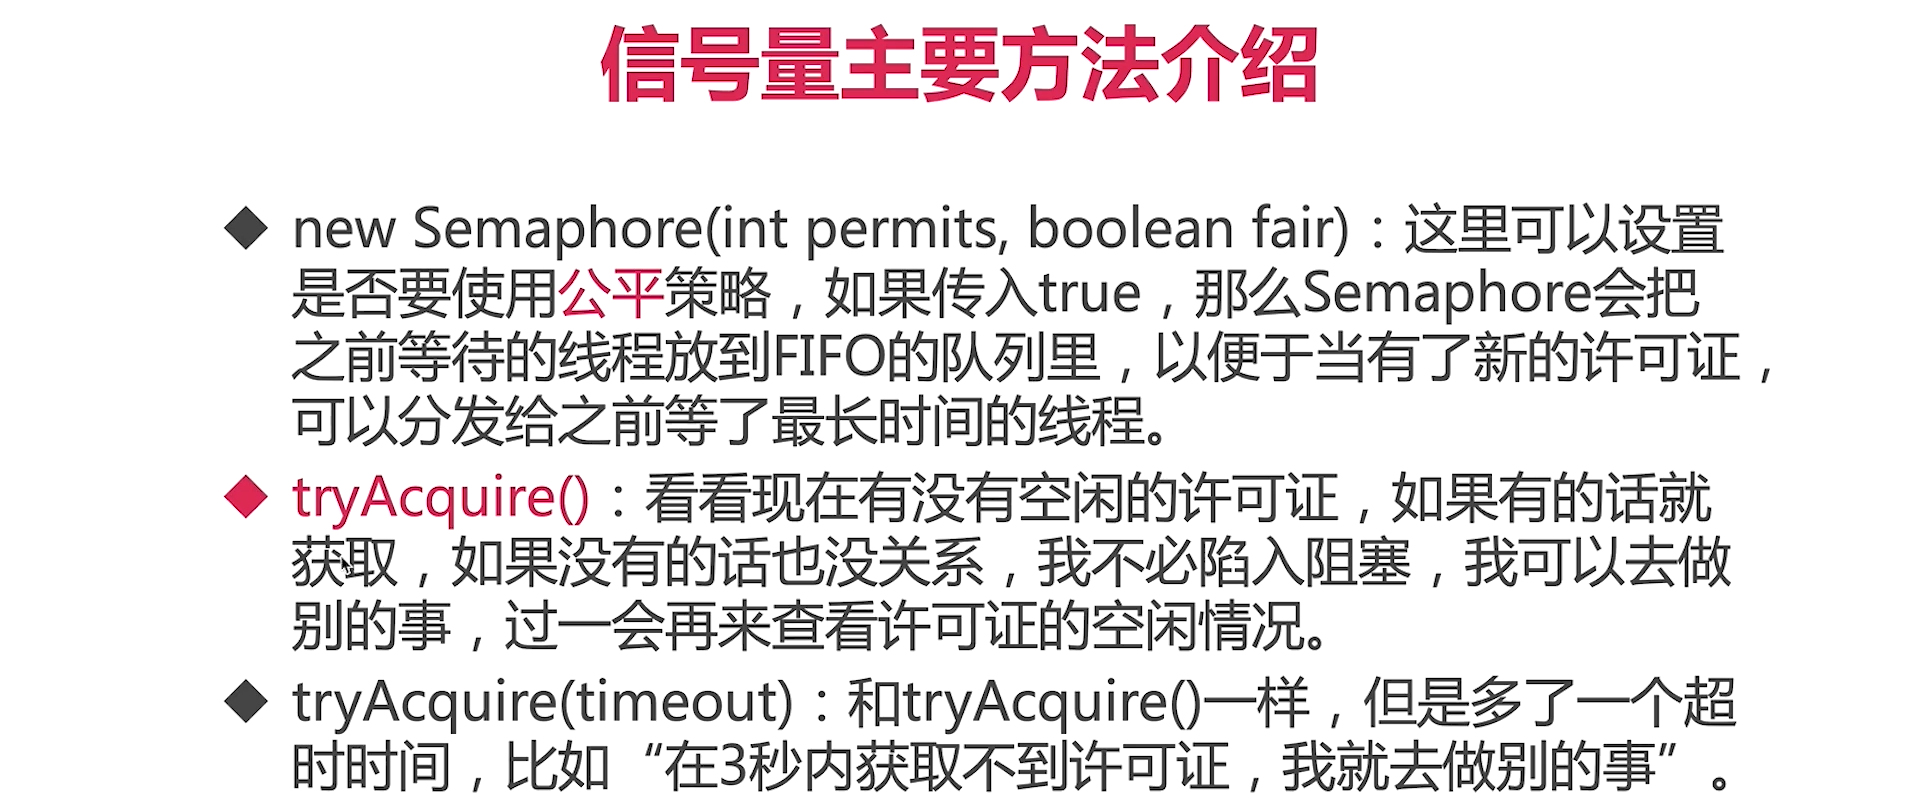 信号量主要方法介绍
◆ new Semaphore(int permits, boolean fair)：这里可以设置
是否要使用公平策略，如果传入true，那么Semaphore会把
之前等待的线程放到FIFO的队列里，以便于当有了新的许可证，
可以分发给之前等了最长时间的线程。
◆ tryAcquire()：看看现在有没有空闲的许可证，如果有的话就
获取，如果没有的话也没关系，我不必陷入阻塞，我可以去做
别的事，过一会再来查看许可证的空闲情况。
◆ tryAcquire(timeout)：和tryAcquire()一样，但是多了一个超
时时间，比如“在3秒内获取不到许可证，我就去做别的事”。